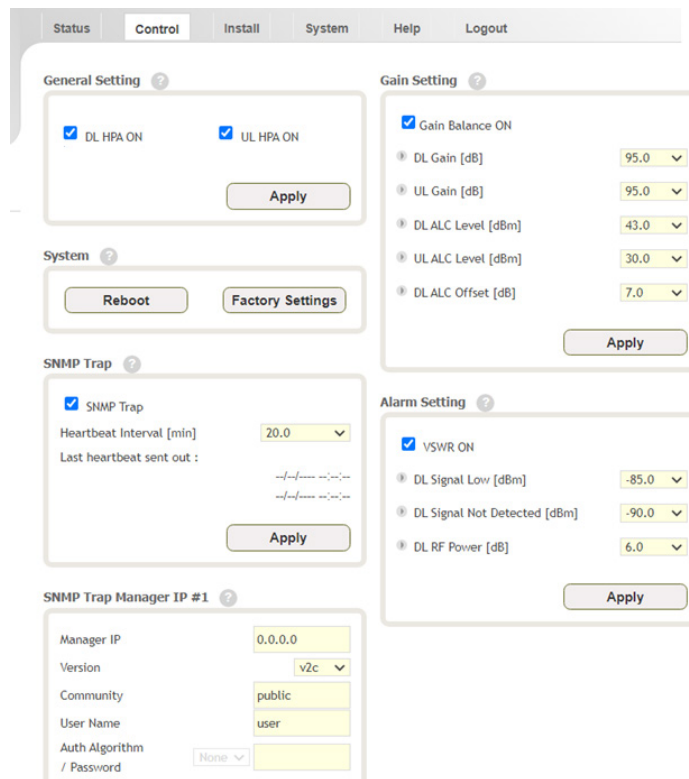 Status Control Install System Help Logout
General Setting ?
DL HPA ON UL HPA ON
Apply
System ?
Reboot Factory Settings
SNMP Trap ?
SNMP Trap
Heartbeat Interval [min] 20.0
Last heartbeat sent out :
--/--/---- --:--:--
--/--/---- --:--:--
Apply
SNMP Trap Manager IP #1 ?
Manager IP 0.0.0.0
Version v2c
Community public
User Name user
Auth Algorithm
/ Password None
Gain Setting ?
Gain Balance ON
DL Gain [dB] 95.0
UL Gain [dB] 95.0
DL ALC Level [dBm] 43.0
UL ALC Level [dBm] 30.0
DL ALC Offset [dB] 7.0
Apply
Alarm Setting ?
VSWR ON
DL Signal Low [dBm] -85.0
DL Signal Not Detected [dBm] -90.0
DL RF Power [dB] 6.0
Apply